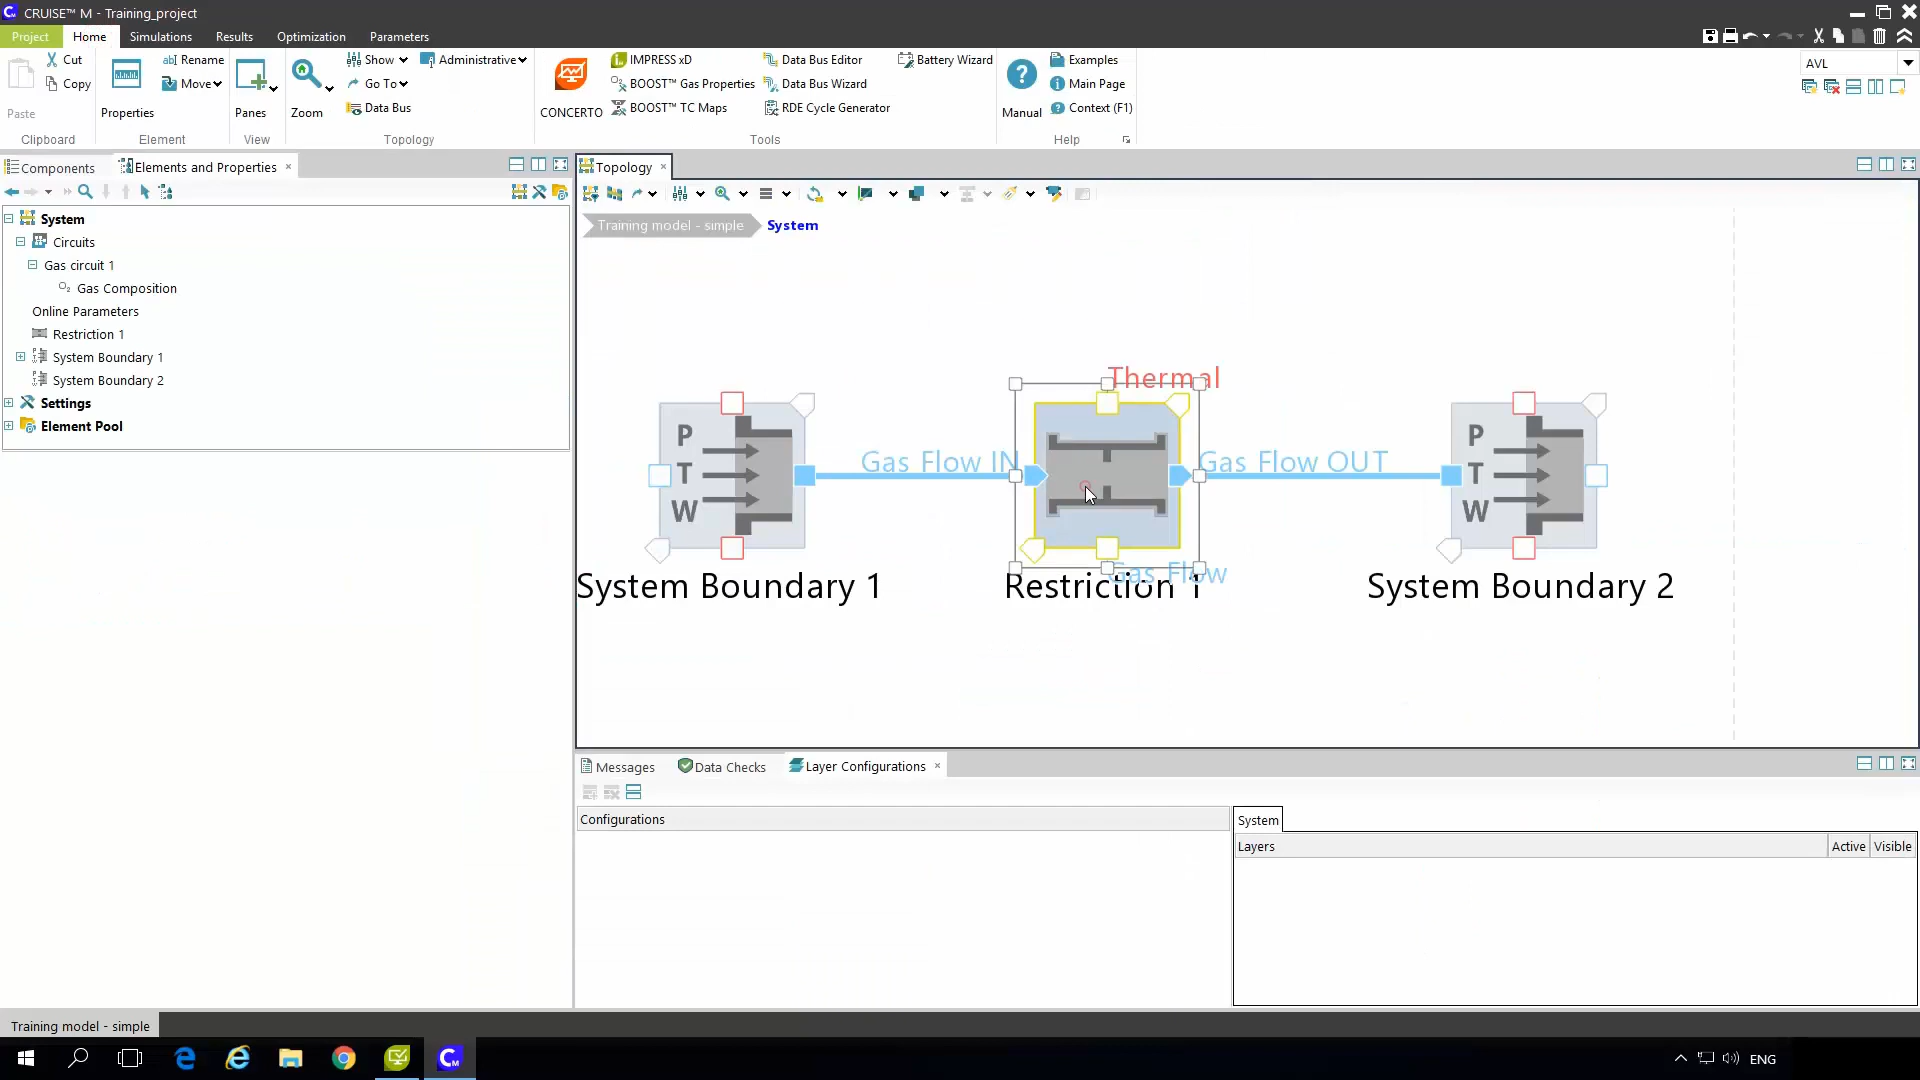 CRUISE™ M - Training_project
Project Home Simulations Results Optimization Parameters
Cut
Copy
Paste
Clipboard
Properties
Rename
Move
Element
Panes
View
Zoom
Show
Go To
Data Bus
Administrative
Topology
CONCERTO
IMPRESS xD
BOOST™ Gas Properties
BOOST™ TC Maps
Data Bus Editor
Data Bus Wizard
RDE Cycle Generator
Battery Wizard
Tools
Manual
Examples
Main Page
Context (F1)
Help
AVL
Components
Elements and Properties
System
Circuits
Gas circuit 1
O2 Gas Composition
Online Parameters
Restriction 1
System Boundary 1
System Boundary 2
Settings
Element Pool
Topology
Training model - simple System
Thermal
P
T
W
Gas Flow IN
Gas Flow OUT
P
T
W
Gas Flow
System Boundary 1
Restriction 1
System Boundary 2
Messages
Data Checks
Layer Configurations
Configurations
System
Layers Active Visible
Training model - simple
ENG